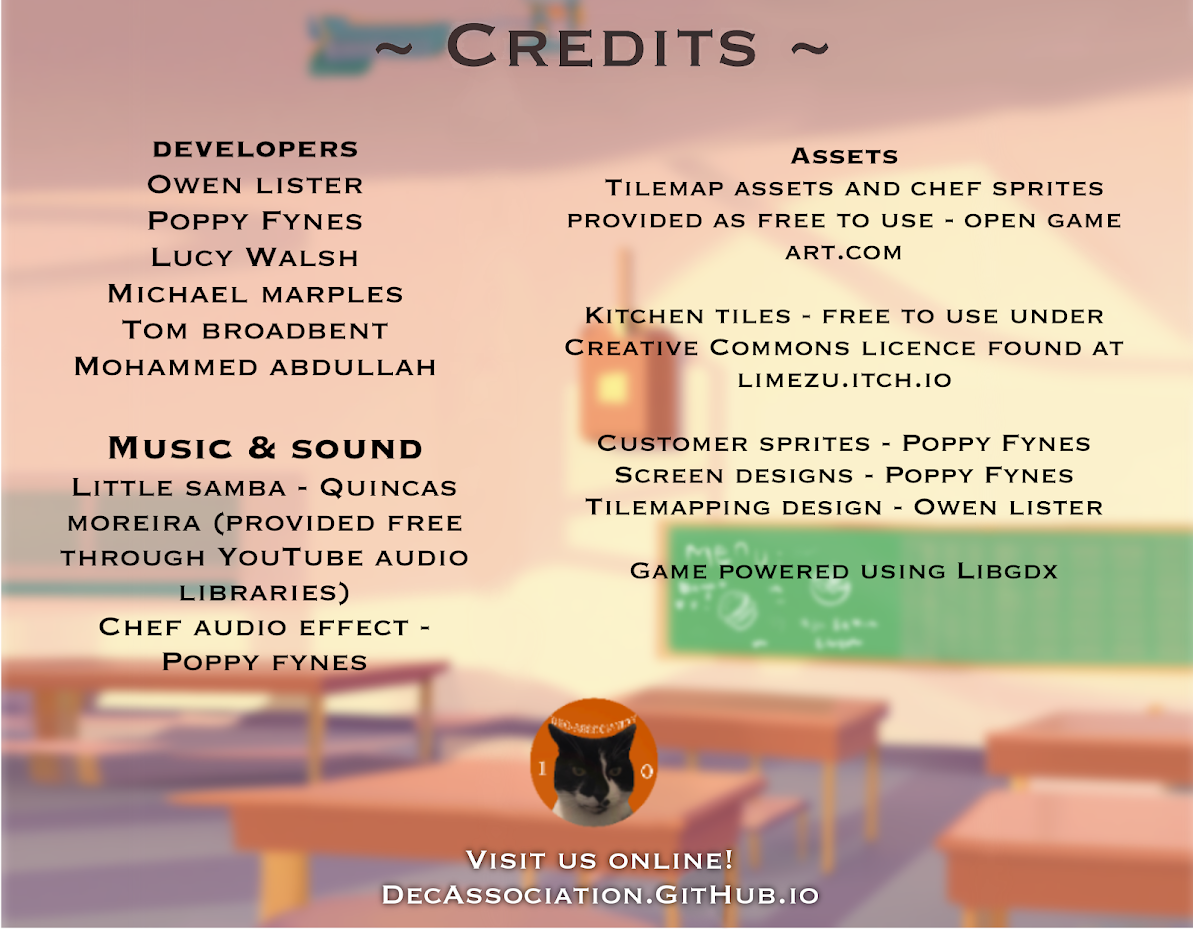 ~ Credits ~
Developers
Owen Lister
Poppy Fynes
Lucy Walsh
Michael Marples
Tom Broadbent
Mohammed Abdullah
Music & sound
Little samba - Quincas
Moreira (provided free
through YouTube audio
libraries)
Chef audio effect -
Poppy Fynes
Assets
Tilemap assets and chef sprites
provided as free to use - open game
art.com
Kitchen tiles - free to use under
Creative Commons licence found at
limezu.itch.io
Customer sprites - Poppy Fynes
Screen designs - Poppy Fynes
Tilemapping design - Owen Lister
Menu
Game powered using Libgdx
1 0
Visit us online!
DecAssociation.GitHub.io